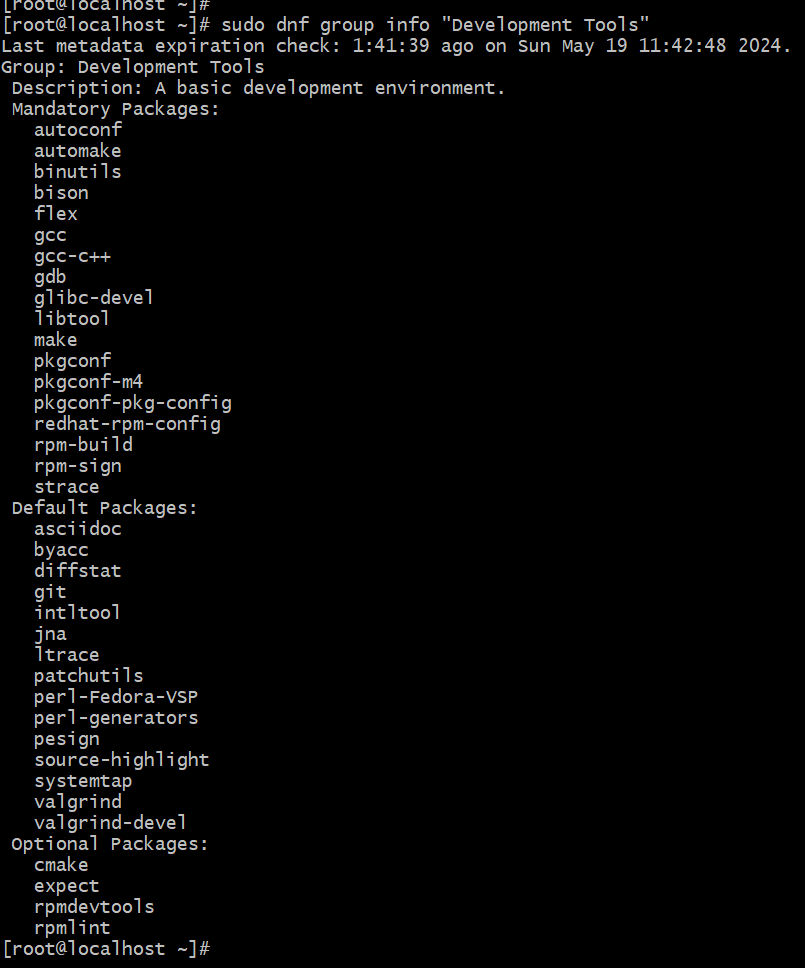 [root@localhost ~]#
[root@localhost ~]# sudo dnf group info "Development Tools"
Last metadata expiration check: 1:41:39 ago on Sun May 19 11:42:48 2024.
Group: Development Tools
 Description: A basic development environment.
 Mandatory Packages:
   autoconf
   automake
   binutils
   bison
   flex
   gcc
   gcc-c++
   gdb
   glibc-devel
   libtool
   make
   pkgconf
   pkgconf-m4
   pkgconf-pkg-config
   redhat-rpm-config
   rpm-build
   rpm-sign
   strace
 Default Packages:
   asciidoc
   byacc
   diffstat
   git
   intltool
   jna
   ltrace
   patchutils
   perl-Fedora-VSP
   perl-generators
   pesign
   source-highlight
   systemtap
   valgrind
   valgrind-devel
 Optional Packages:
   cmake
   expect
   rpmdevtools
   rpmlint
[root@localhost ~]#